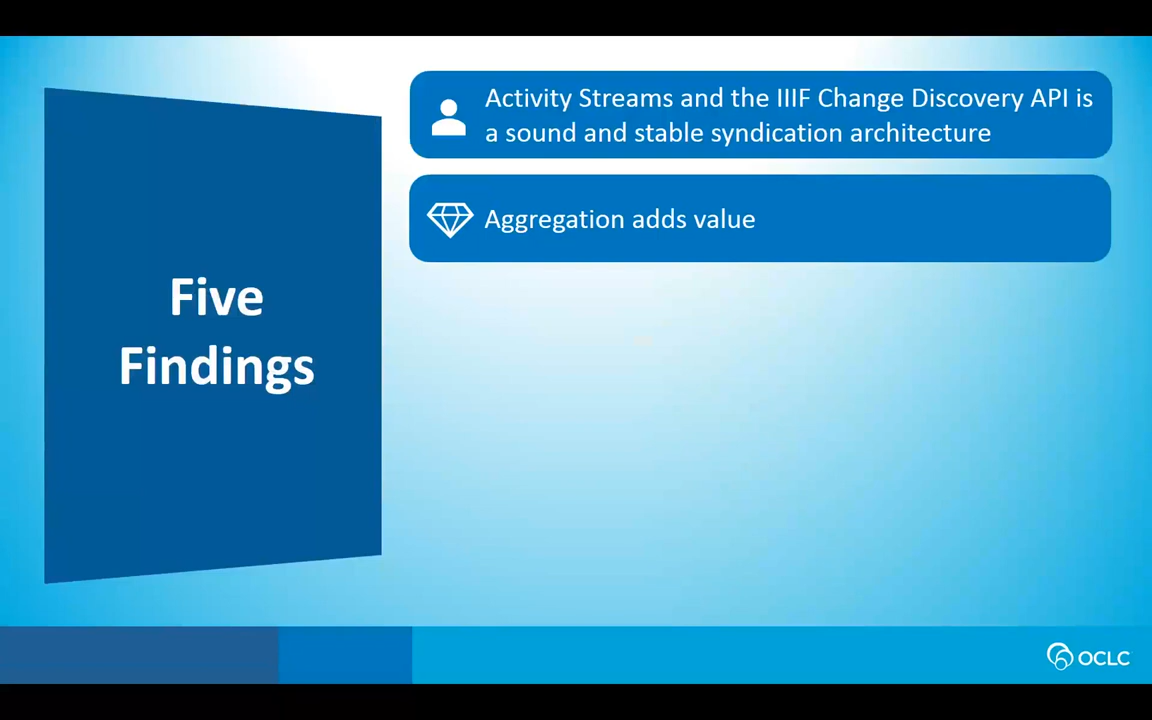 Five
Findings
Activity Streams and the IIIF Change Discovery API is
a sound and stable syndication architecture
Aggregation adds value
OCLC